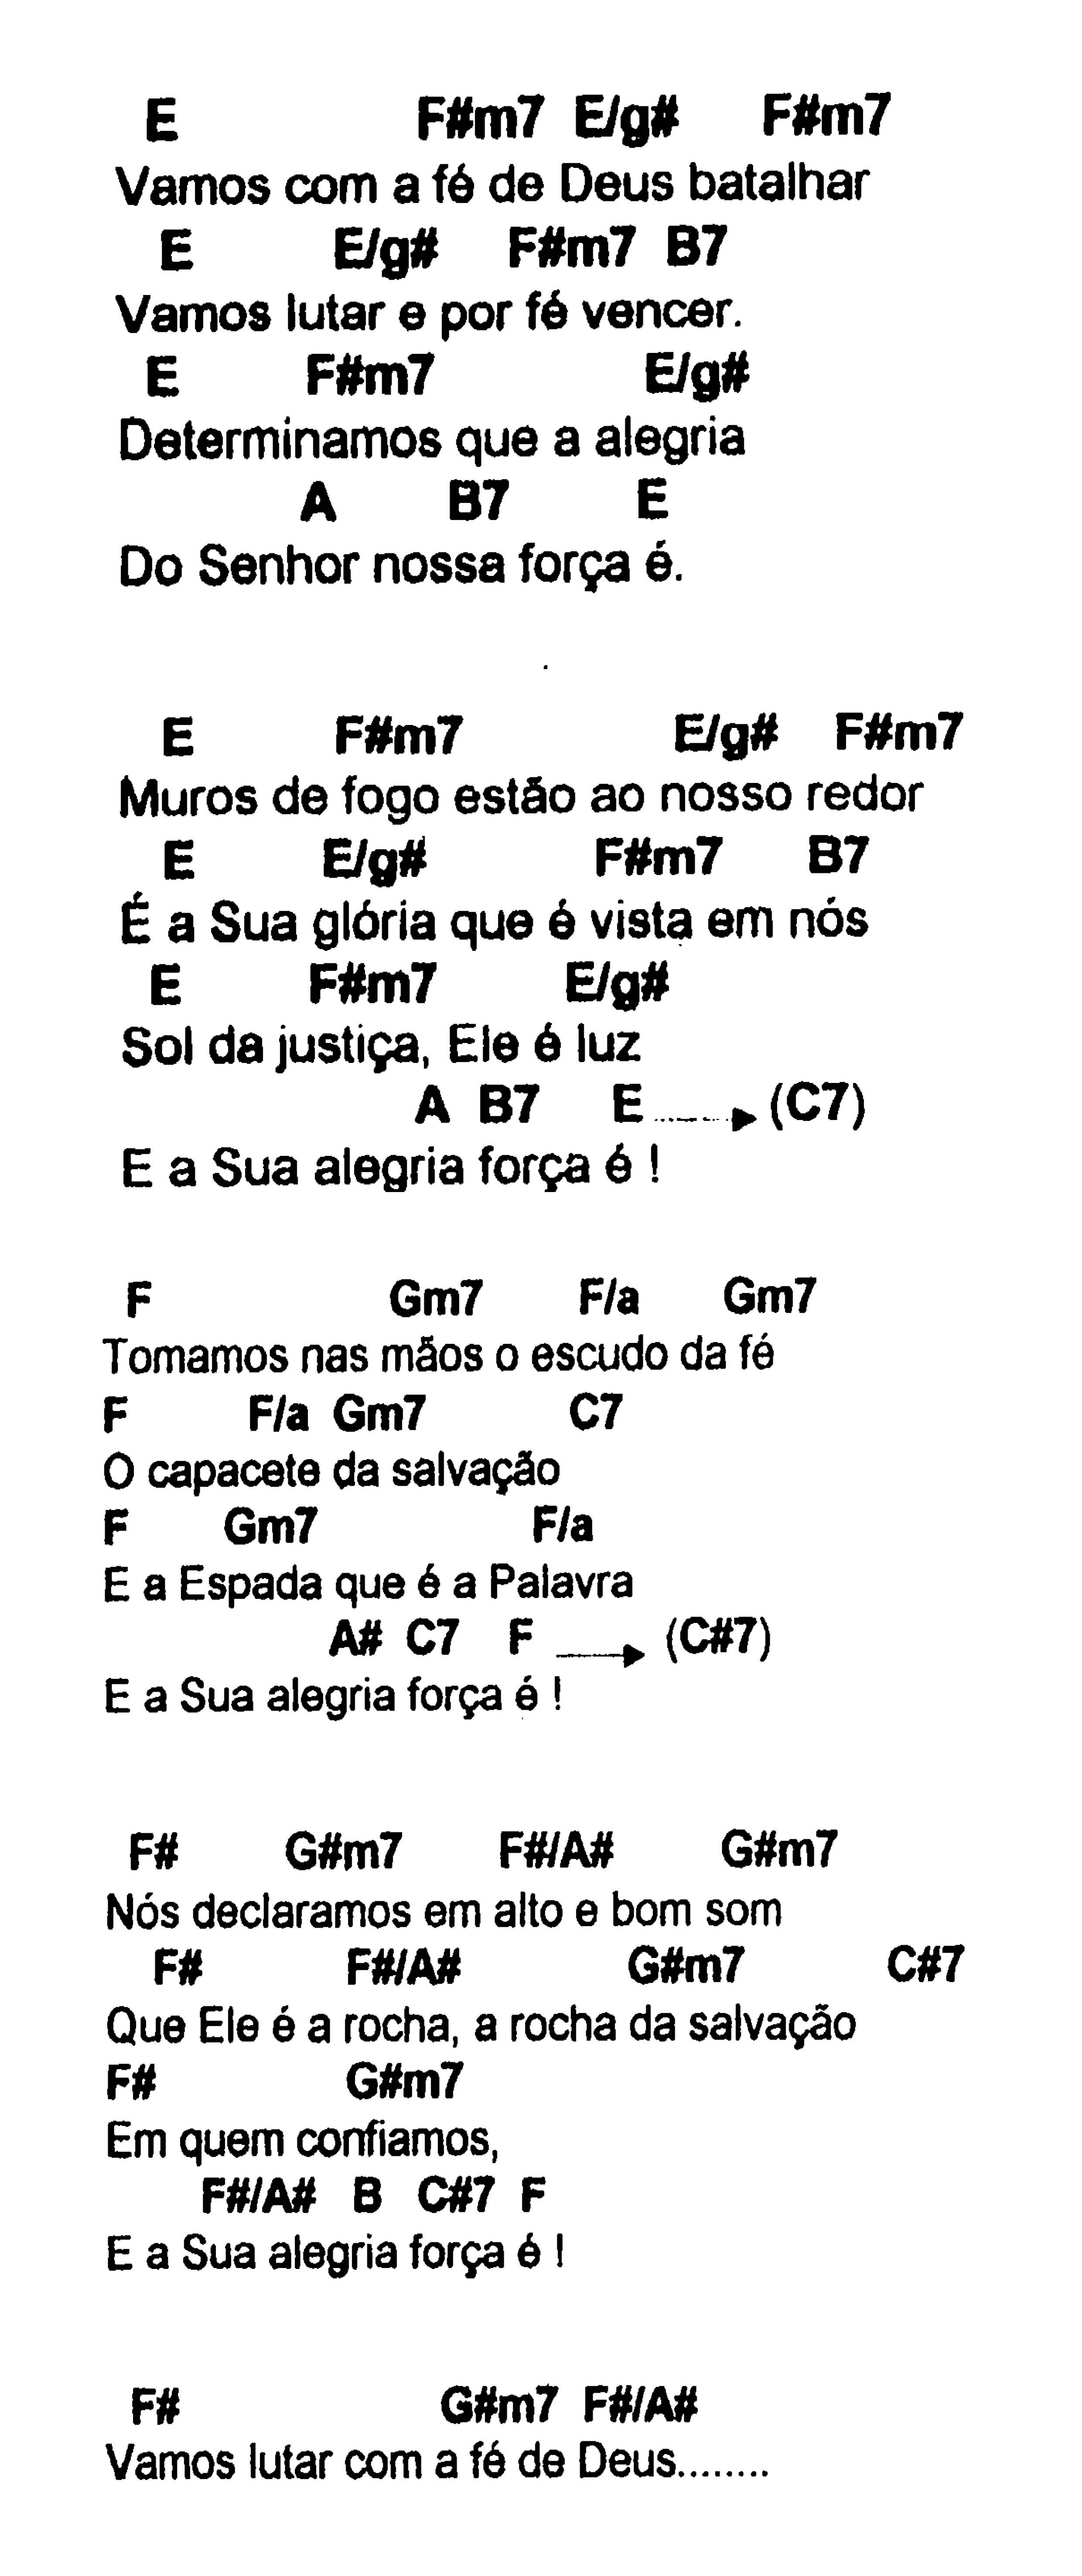 E F#m7 E/g# F#m7
Vamos com a fé de Deus batalhar
E E/g# F#m7 B7
Vamos lutar e por fé vencer.
E F#m7 E/g#
Determinamos que a alegria
A B7 E
Do Senhor nossa força é.
E F#m7 E/g# F#m7
Muros de fogo estão ao nosso redor
E E/g# F#m7 B7
É a Sua glória que é vista em nós
E F#m7 E/g#
Sol da justiça, Ele é luz
A B7 E (C7)
E a Sua alegria força é !
F Gm7 F/a Gm7
Tomamos nas mãos o escudo da fé
F F/a Gm7 C7
O capacete da salvação
F Gm7 F/a
E a Espada que é a Palavra
A# C7 F (C#7)
E a Sua alegria força é !
F# G#m7 F#/A# G#m7
Nós declaramos em alto e bom som
F# F#/A# G#m7 C#7
Que Ele é a rocha, a rocha da salvação
F# G#m7
Em quem confiamos,
F#/A# B C#7 F
E a Sua alegria força é !
F# G#m7 F#/A#
Vamos lutar com a fé de Deus........